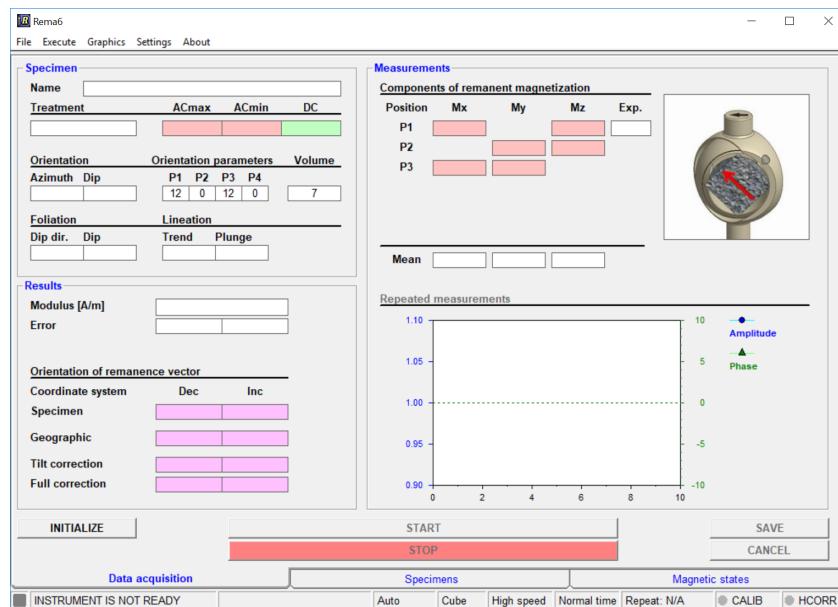 Rema6
File Execute Graphics Settings About
Specimen
Name
Treatment ACmax ACmin DC
Orientation Orientation parameters Volume
Azimuth Dip P1 P2 P3 P4
12 0 12 0 7
Foliation Lineation
Dip dir. Dip Trend Plunge
Results
Modulus [A/m]
Error
Orientation of remanence vector
Coordinate system Dec Inc
Specimen
Geographic
Tilt correction
Full correction
Measurements
Components of remanent magnetization
Position Mx My Mz Exp.
P1
P2
P3
Mean
Repeated measurements
1.10 10
1.05 5
1.00 0
0.95 -5
0.90 -10
0 2 4 6 8 10
Amplitude
Phase
INITIALIZE START SAVE
STOP CANCEL
Data acquisition Specimens Magnetic states
INSTRUMENT IS NOT READY Auto Cube High speed Normal time Repeat: N/A CALIB HCORR